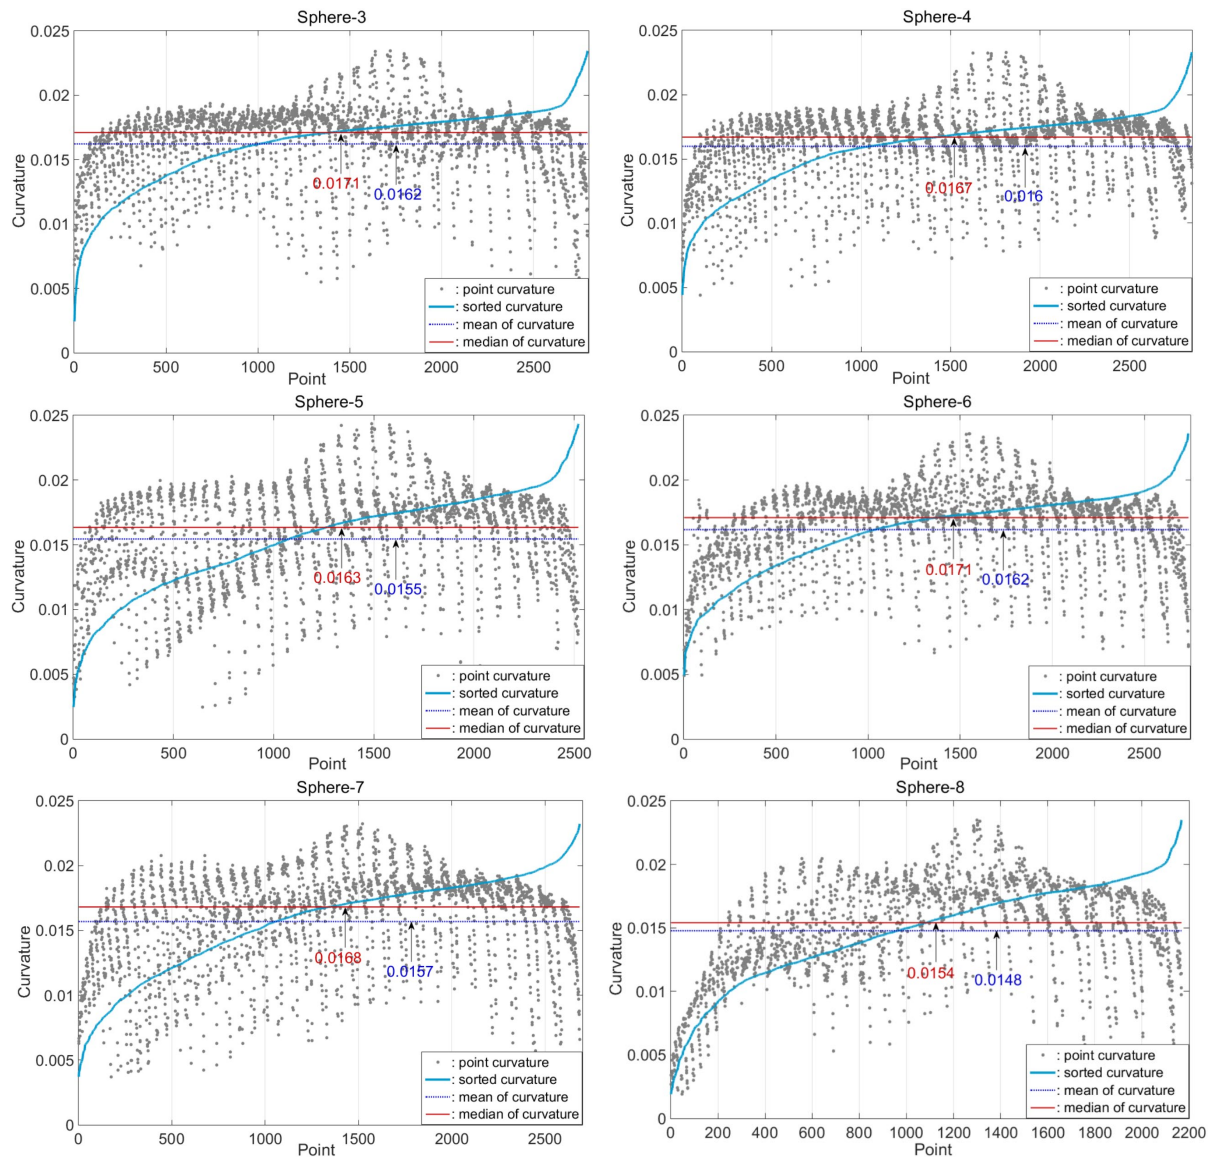 Sphere-3
0.025
0.02
0.015
0.01
0.005
0
Curvature
0.0171
0.0162
: point curvature
: sorted curvature
: mean of curvature
: median of curvature
0 500 1000 1500 2000 2500
Point
Sphere-4
0.025
0.02
0.015
0.01
0.005
0
Curvature
0.0167
0.016
: point curvature
: sorted curvature
: mean of curvature
: median of curvature
0 500 1000 1500 2000 2500
Point
Sphere-5
0.025
0.02
0.015
0.01
0.005
0
Curvature
0.0163
0.0155
: point curvature
: sorted curvature
: mean of curvature
: median of curvature
0 500 1000 1500 2000 2500
Point
Sphere-6
0.025
0.02
0.015
0.01
0.005
0
Curvature
0.0171
0.0162
: point curvature
: sorted curvature
: mean of curvature
: median of curvature
0 500 1000 1500 2000 2500
Point
Sphere-7
0.025
0.02
0.015
0.01
0.005
0
Curvature
0.0168
0.0157
: point curvature
: sorted curvature
: mean of curvature
: median of curvature
0 500 1000 1500 2000 2500
Point
Sphere-8
0.025
0.02
0.015
0.01
0.005
0
Curvature
0.0154
0.0148
: point curvature
: sorted curvature
: mean of curvature
: median of curvature
0 200 400 600 800 1000 1200 1400 1600 1800 2000 2200
Point